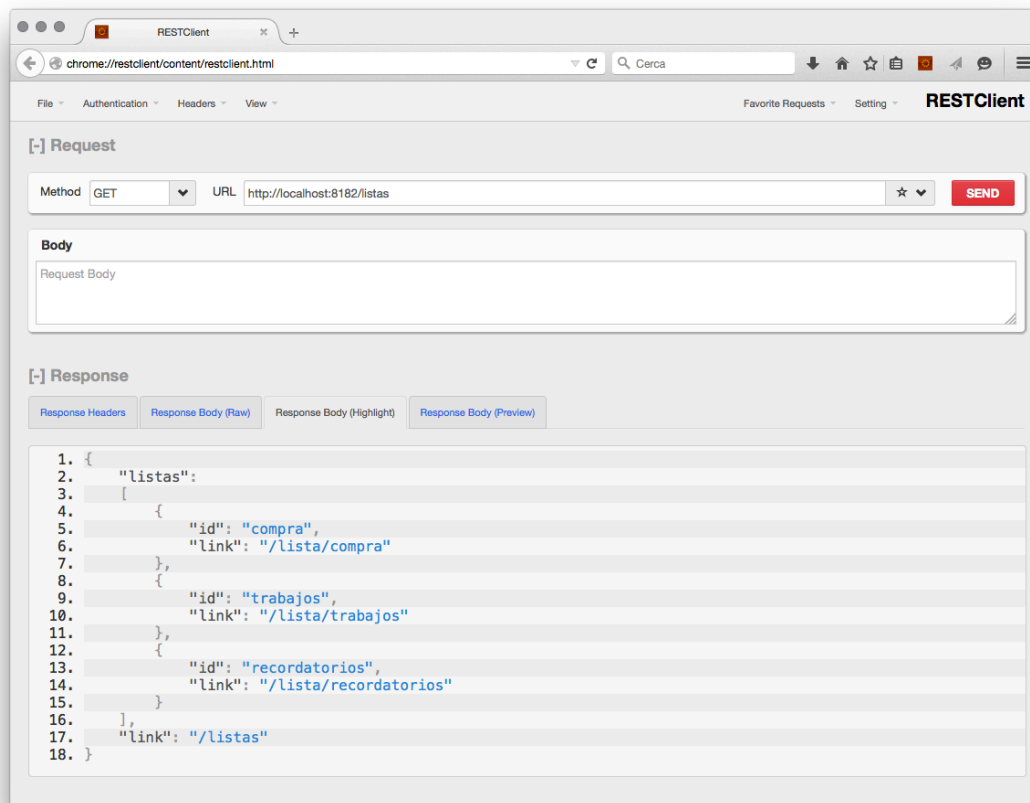 RESTClient
chrome://restclient/content/restclient.html
Cerca
File Authentication Headers View Favorite Requests Setting RESTClient
[-] Request
Method GET URL http://localhost:8182/listas SEND
Body
Request Body
[-] Response
Response Headers Response Body (Raw) Response Body (Highlight) Response Body (Preview)
1. {
2. "listas":
3. [
4. {
5. "id": "compra",
6. "link": "/lista/compra"
7. },
8. {
9. "id": "trabajos",
10. "link": "/lista/trabajos"
11. },
12. {
13. "id": "recordatorios",
14. "link": "/lista/recordatorios"
15. }
16. ],
17. "link": "/listas"
18. }